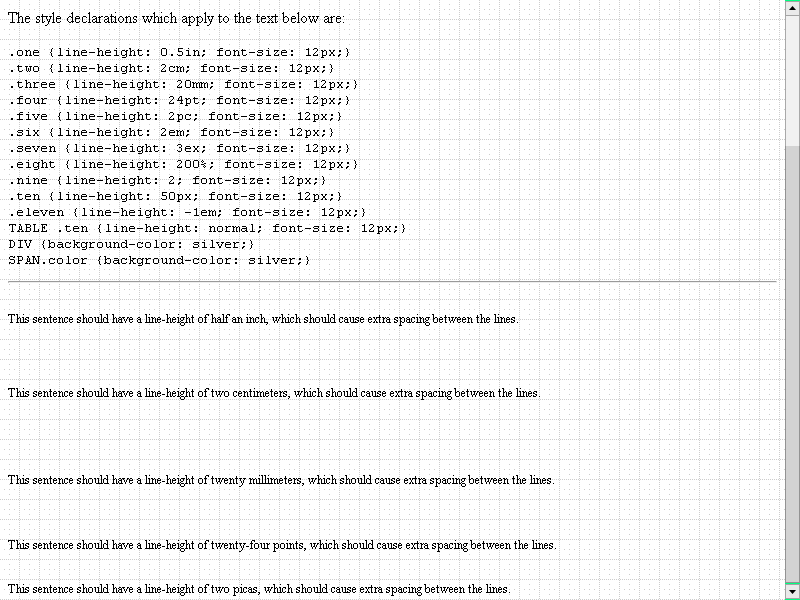 The style declarations which apply to the text below are:
.one {line-height: 0.5in; font-size: 12px;}
.two {line-height: 2cm; font-size: 12px;}
.three {line-height: 20mm; font-size: 12px;}
.four {line-height: 24pt; font-size: 12px;}
.five {line-height: 2pc; font-size: 12px;}
.six {line-height: 2em; font-size: 12px;}
.seven {line-height: 3ex; font-size: 12px;}
.eight {line-height: 200%; font-size: 12px;}
.nine {line-height: 2; font-size: 12px;}
.ten {line-height: 50px; font-size: 12px;}
.eleven {line-height: -1em; font-size: 12px;}
TABLE .ten {line-height: normal; font-size: 12px;}
DIV {background-color: silver;}
SPAN.color {background-color: silver;}
This sentence should have a line-height of half an inch, which should cause extra spacing between the lines.
This sentence should have a line-height of two centimeters, which should cause extra spacing between the lines.
This sentence should have a line-height of twenty millimeters, which should cause extra spacing between the lines.
This sentence should have a line-height of twenty-four points, which should cause extra spacing between the lines.
This sentence should have a line-height of two picas, which should cause extra spacing between the lines.